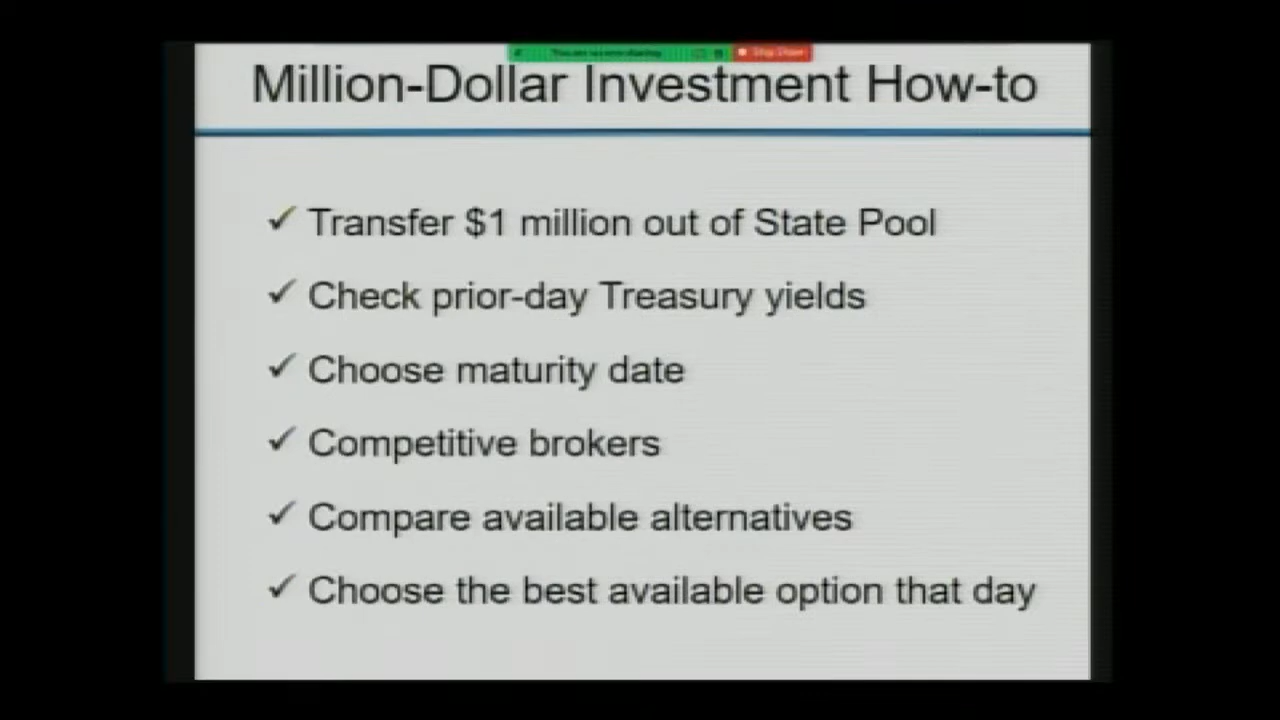 Million-Dollar Investment How-to
✓ Transfer $1 million out of State Pool
✓ Check prior-day Treasury yields
✓ Choose maturity date
✓ Competitive brokers
✓ Compare available alternatives
✓ Choose the best available option that day